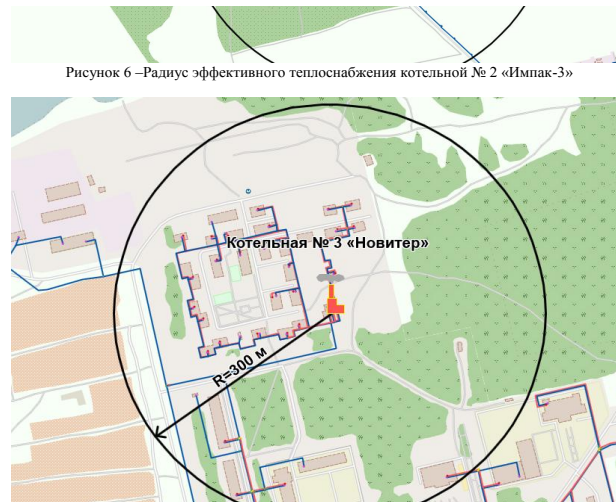 Рисунок 6 –Радиус эффективного теплоснабжения котельной № 2 «Импак-3»
Котельная № 3 «Новитер»
R=300 м